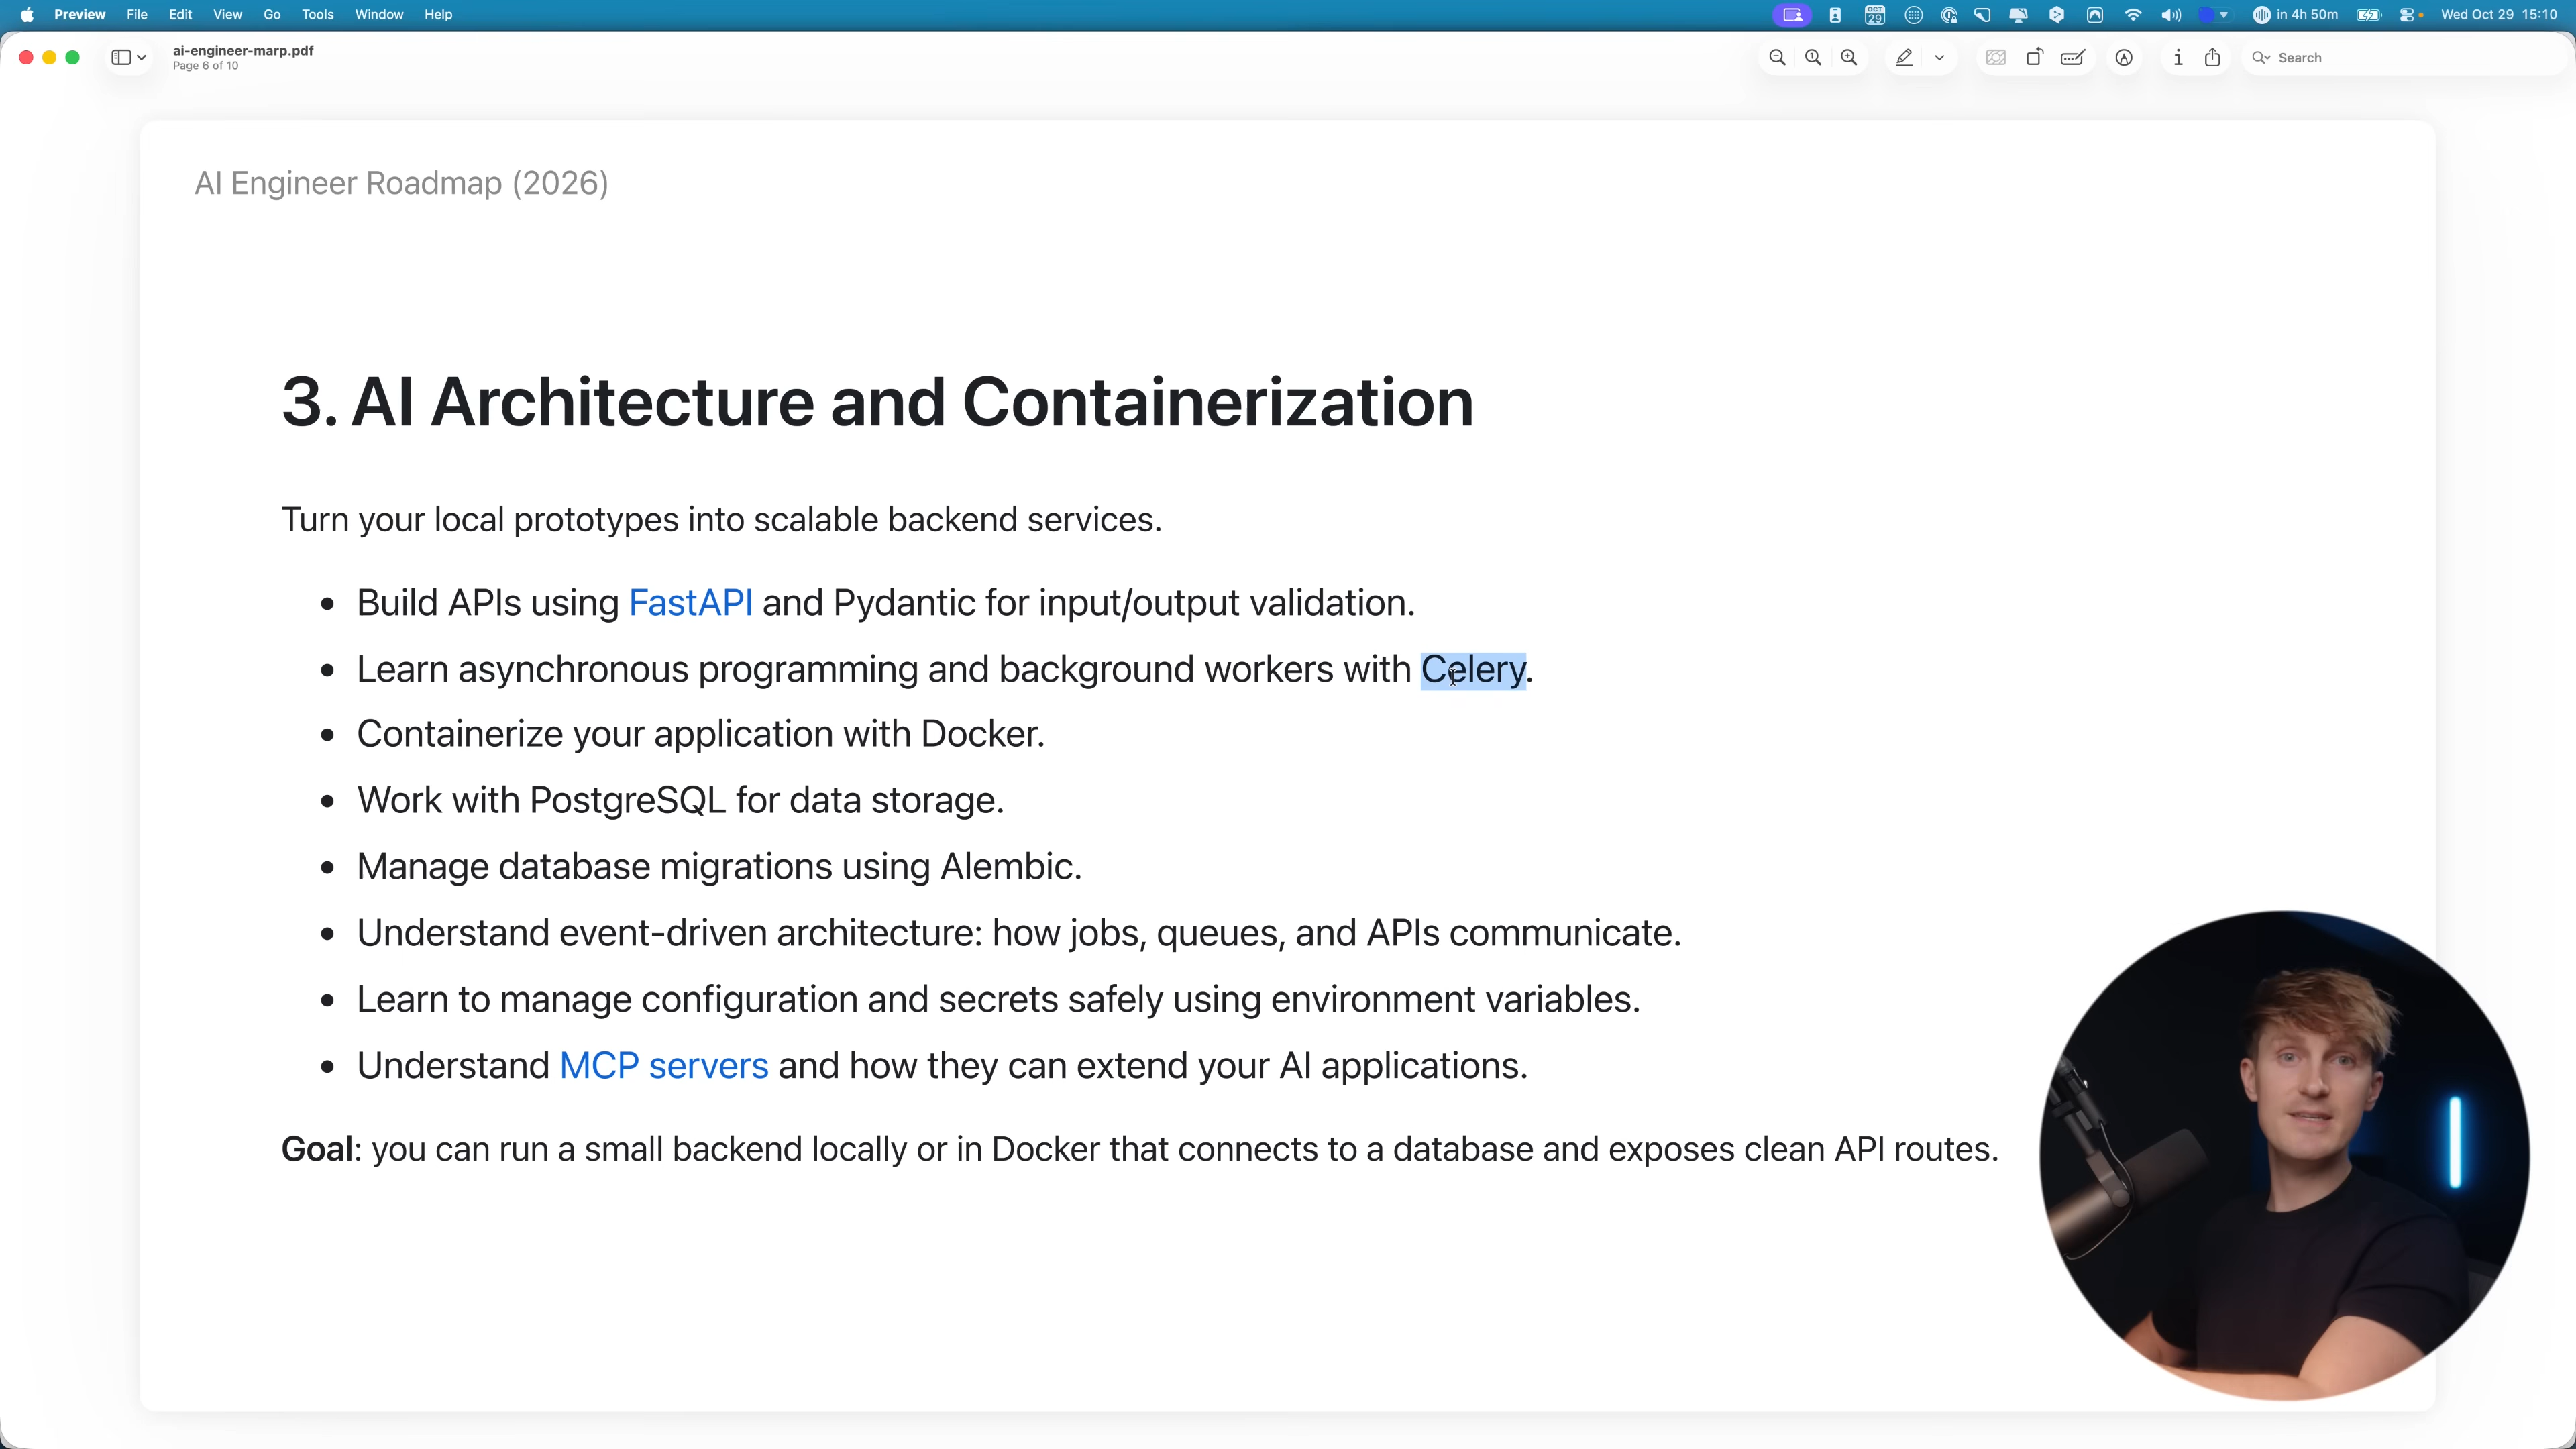 Preview File Edit View Go Tools Window Help
OCT 29 in 4h 50m Wed Oct 29 15:10
ai-engineer-marp.pdf
Page 6 of 10
Search
AI Engineer Roadmap (2026)
3. AI Architecture and Containerization
Turn your local prototypes into scalable backend services.
• Build APIs using FastAPI and Pydantic for input/output validation.
• Learn asynchronous programming and background workers with Celery.
• Containerize your application with Docker.
• Work with PostgreSQL for data storage.
• Manage database migrations using Alembic.
• Understand event-driven architecture: how jobs, queues, and APIs communicate.
• Learn to manage configuration and secrets safely using environment variables.
• Understand MCP servers and how they can extend your AI applications.
Goal: you can run a small backend locally or in Docker that connects to a database and exposes clean API routes.